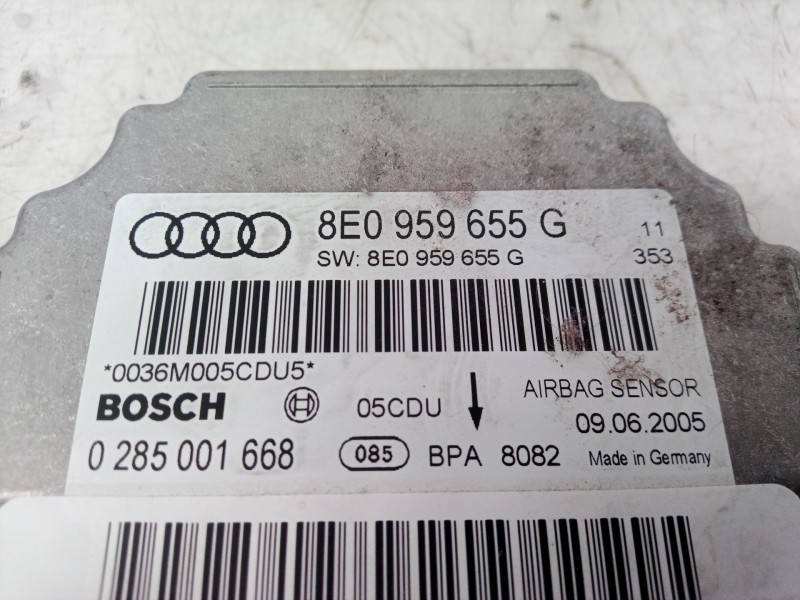 8E0 959 655 G 11
SW: 8E0 959 655 G 353
*0036M005CDU5*
AIRBAG SENSOR
BOSCH 05CDU 09.06.2005
0 285 001 668 085 BPA 8082 Made in Germany